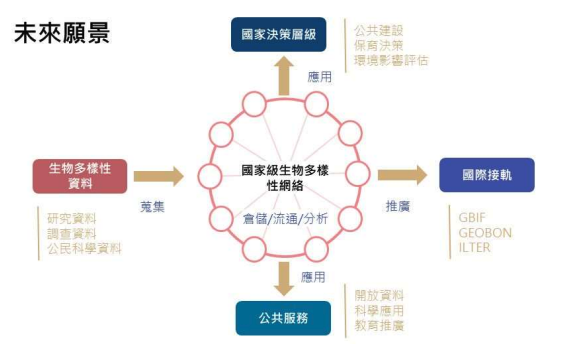 未來願景
國家決策層級
公共建設
保育決策
環境影響評估
應用
生物多樣性
資料
蒐集
研究資料
調查資料
公民科學資料
國家級生物多樣
性網絡
倉儲/流通/分析
推廣
國際接軌
GBIF
GEOBON
ILTER
應用
公共服務
開放資料
科學應用
教育推廣